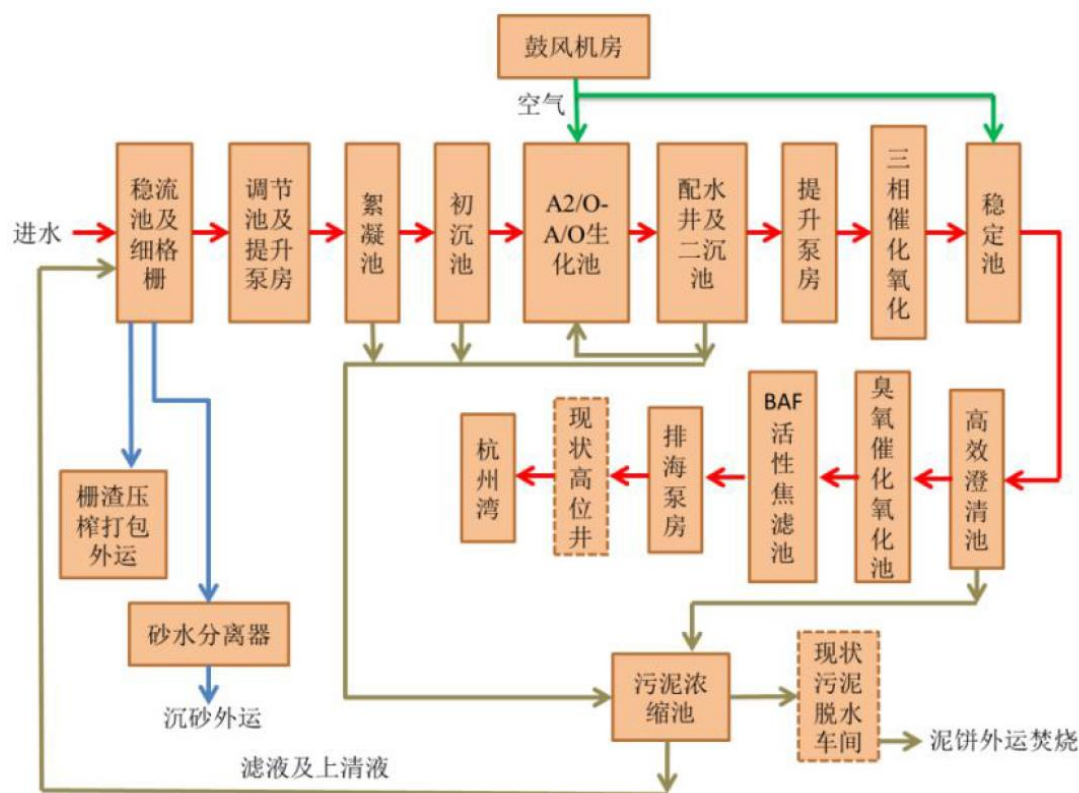 鼓风机房
空气
进水
稳流
池及
细格
栅
调节
池及
提升
泵房
絮
凝
池
初
沉
池
A2/O-
A/O生
化池
配水
井及
二沉
池
提
升
泵
房
三
相
催
化
氧
化
稳
定
池
杭
州
湾
现
状
高
位
井
排
海
泵
房
BAF
活
性
焦
滤
池
臭
氧
催
化
氧
化
池
高
效
澄
清
池
栅渣压
榨打包
外运
砂水分离器
沉砂外运
污泥浓
缩池
现状
污泥
脱水
车间
泥饼外运焚烧
滤液及上清液